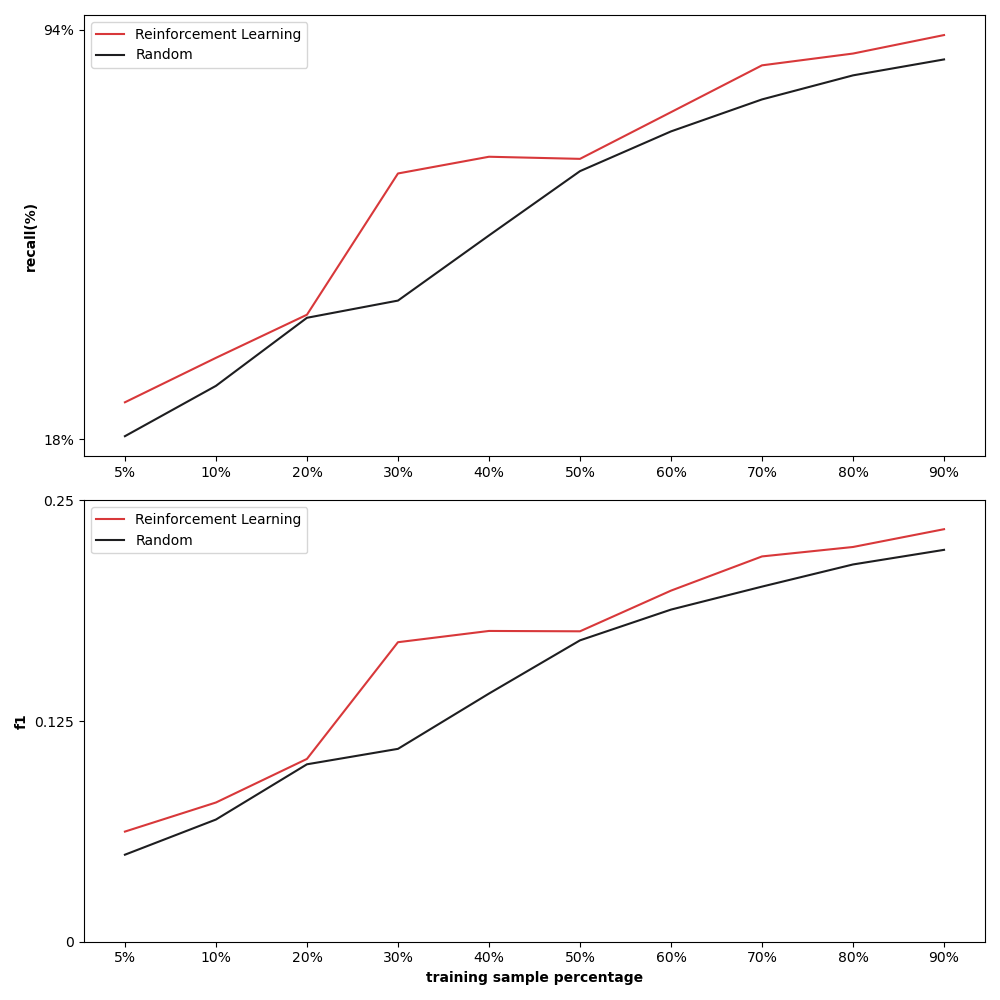 94%
Reinforcement Learning
Random
recall(%)
18%
5% 10% 20% 30% 40% 50% 60% 70% 80% 90%
0.25
Reinforcement Learning
Random
f1
0.125
0
5% 10% 20% 30% 40% 50% 60% 70% 80% 90%
training sample percentage